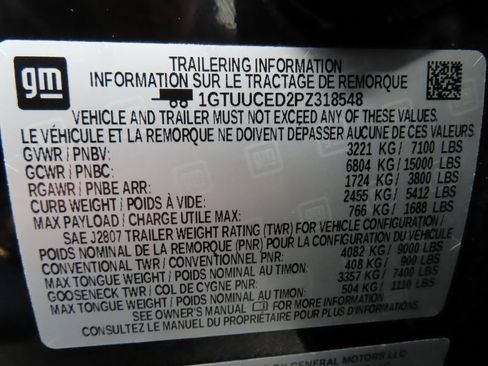 gm
TRAILERING INFORMATION
INFORMATION SUR LE TRACTAGE DE REMORQUE
1GTUUCED2PZ318548
VEHICLE AND TRAILER MUST NOT EXCEED ANY OF THESE
LE VÉHICULE ET LA REMORQUE NE DOIVENT DÉPASSER AUCUNE DE CES VALEURS
GVWR / PNBV: 3221 KG / 7100 LBS
GCWR / PNBC: 6804 KG / 15000 LBS
RGAWR / PNBE ARR: 1724 KG / 3800 LBS
CURB WEIGHT / POIDS À VIDE: 2455 KG / 5412 LBS
MAX PAYLOAD / CHARGE UTILE MAX: 766 KG / 1688 LBS
SAE J2807 TRAILER WEIGHT RATING (TWR) FOR VEHICLE CONFIGURATION /
POIDS NOMINAL DE LA REMORQUE (PNR) POUR CONFIGURATION DU VÉHICULE
CONVENTIONAL TWR / CONVENTIONNEL PNR: 4082 KG / 9000 LBS
MAX TONGUE WEIGHT / POIDS MAXIMAL AU TIMON: 408 KG / 900 LBS
GOOSENECK TWR / COL DE CYGNE PNR: 3357 KG / 7400 LBS
MAX TONGUE WEIGHT / POIDS MAXIMAL AU TIMON: 504 KG / 1110 LBS
SEE OWNER'S MANUAL FOR MORE INFORMATION
CONSULTEZ LE MANUEL DU PROPRIÉTAIRE POUR PLUS D'INFORMATION
BY GENERAL MOTORS LLC